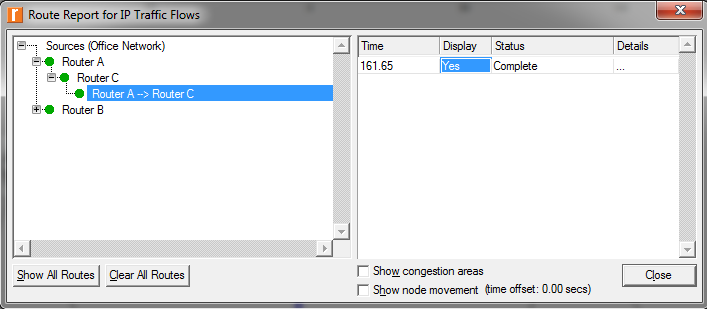 Route Report for IP Traffic Flows
Sources (Office Network)
Router A
Router C
Router A --> Router C
Router B
Time Display Status Details
161.65 Yes Complete ...
Show All Routes Clear All Routes
Show congestion areas
Show node movement (time offset: 0.00 secs)
Close